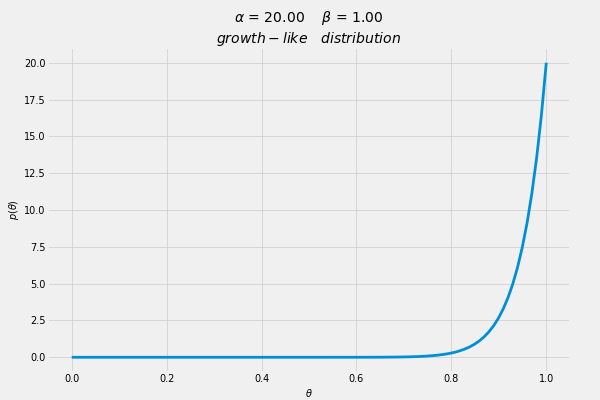 α = 20.00 β = 1.00
growth − like distribution
20.0
17.5
15.0
12.5
10.0
7.5
5.0
2.5
0.0
p(θ)
0.0 0.2 0.4 0.6 0.8 1.0
θ